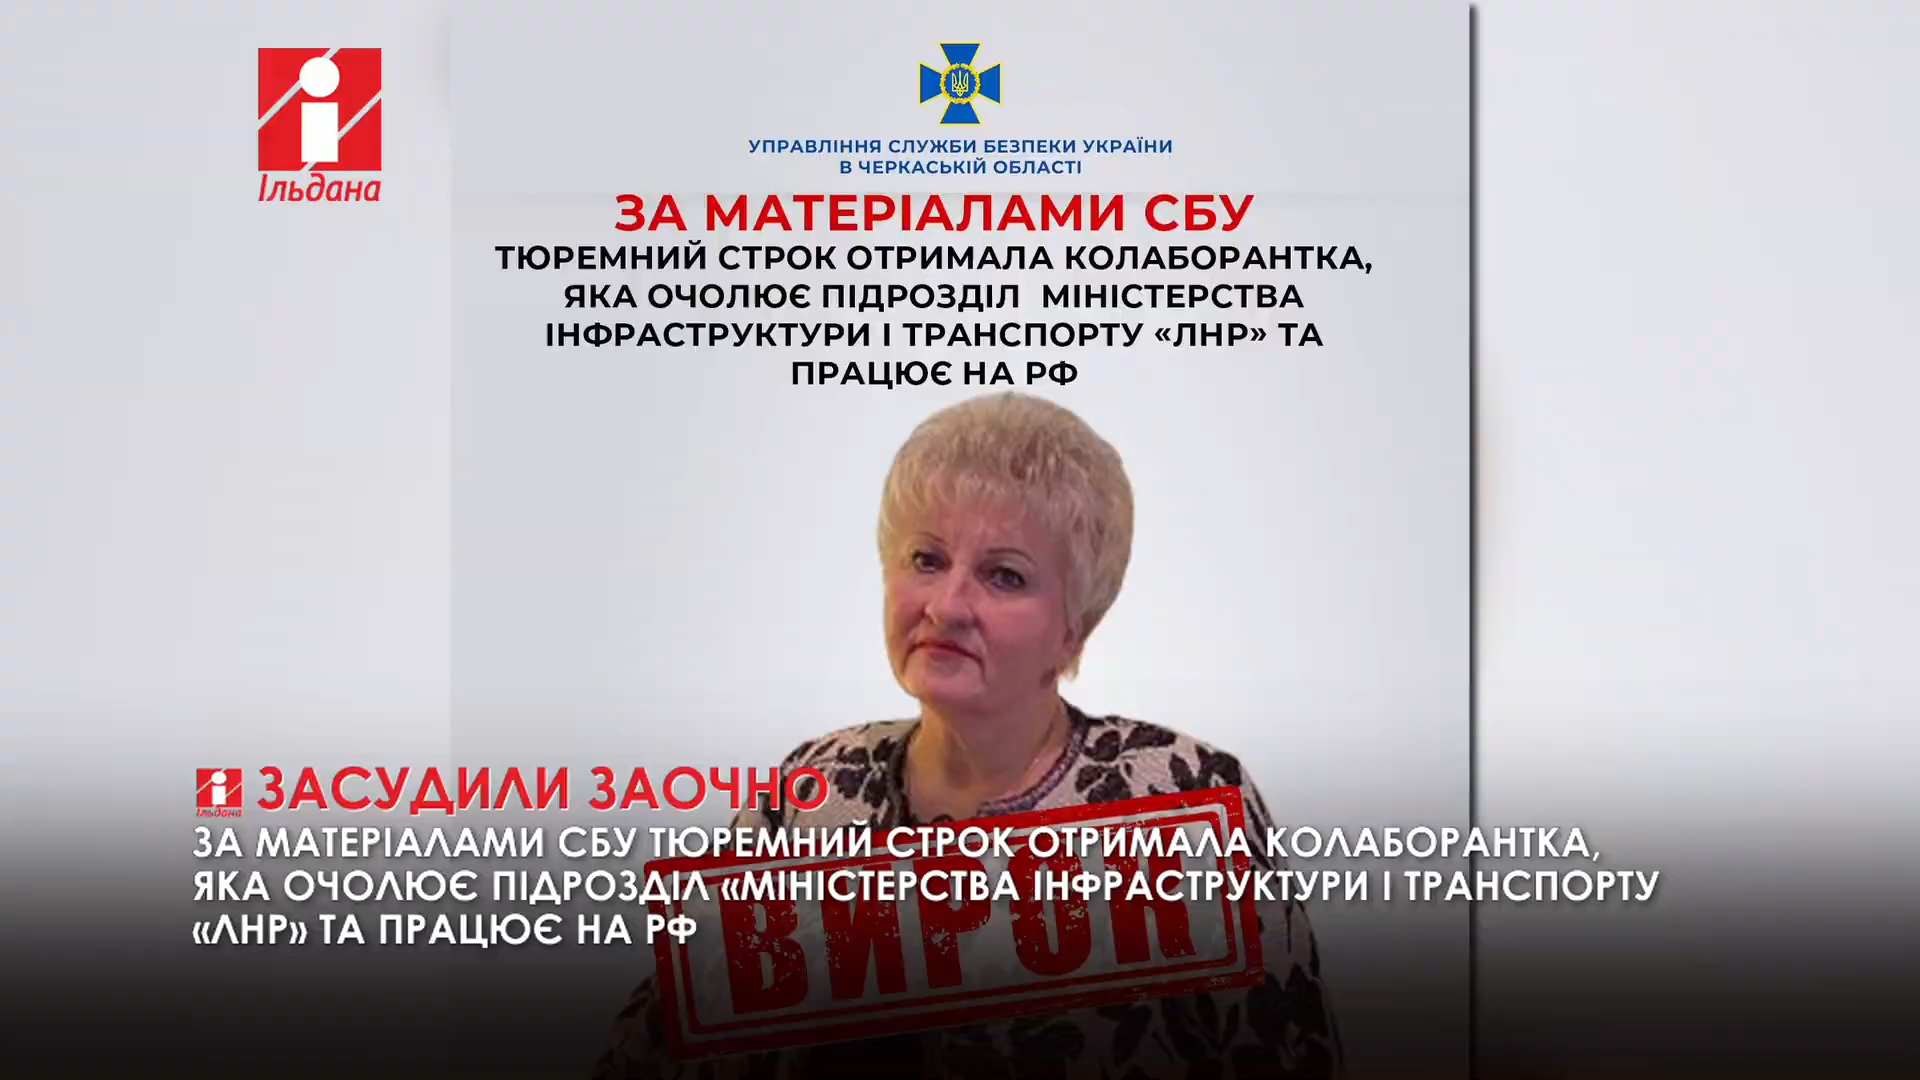 Ільдана
УПРАВЛІННЯ СЛУЖБИ БЕЗПЕКИ УКРАЇНИ
В ЧЕРКАСЬКІЙ ОБЛАСТІ
ЗА МАТЕРІАЛАМИ СБУ
ТЮРЕМНИЙ СТРОК ОТРИМАЛА КОЛАБОРАНТКА,
ЯКА ОЧОЛЮЄ ПІДРОЗДІЛ МІНІСТЕРСТВА
ІНФРАСТРУКТУРИ І ТРАНСПОРТУ «ЛНР» ТА
ПРАЦЮЄ НА РФ
Ільдана
ЗАСУДИЛИ ЗАОЧНО
ЗА МАТЕРІАЛАМИ СБУ ТЮРЕМНИЙ СТРОК ОТРИМАЛА КОЛАБОРАНТКА,
ЯКА ОЧОЛЮЄ ПІДРОЗДІЛ «МІНІСТЕРСТВА ІНФРАСТРУКТУРИ І ТРАНСПОРТУ
«ЛНР» ТА ПРАЦЮЄ НА РФ
ВИРОК